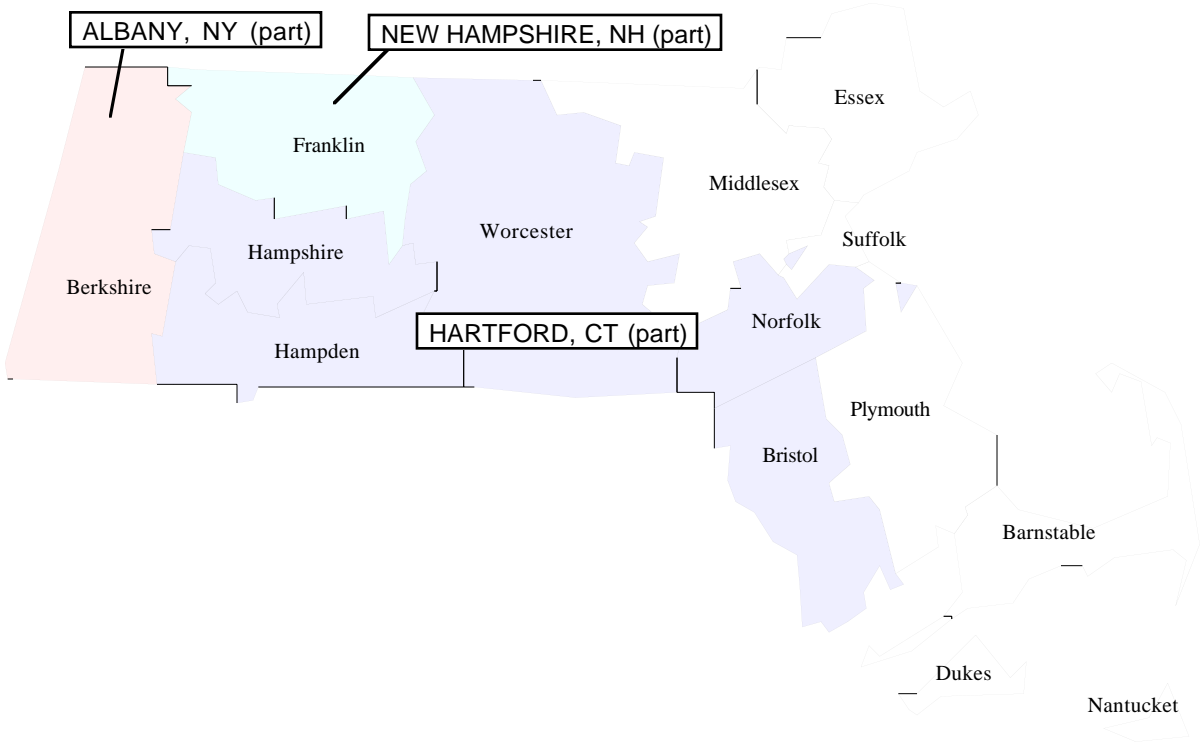 ALBANY, NY (part)
NEW HAMPSHIRE, NH (part)
Essex
Franklin
Middlesex
Worcester
Suffolk
Hampshire
Berkshire
Norfolk
HARTFORD, CT (part)
Hampden
Plymouth
Bristol
Barnstable
Dukes
Nantucket